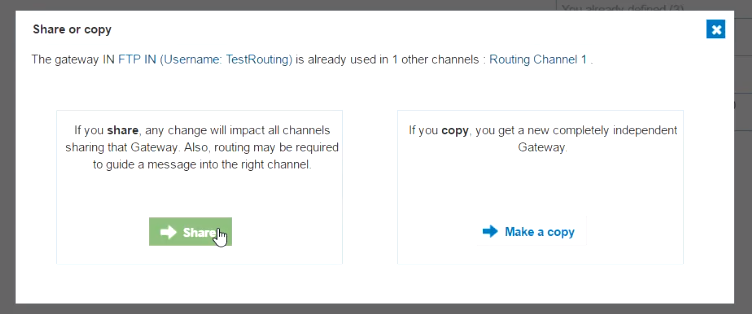 You already defined (3)
Share or copy
The gateway IN FTP IN (Username: TestRouting) is already used in 1 other channels : Routing Channel 1 .
If you share, any change will impact all channels
sharing that Gateway. Also, routing may be required
to guide a message into the right channel.
Share
If you copy, you get a new completely independent
Gateway.
Make a copy